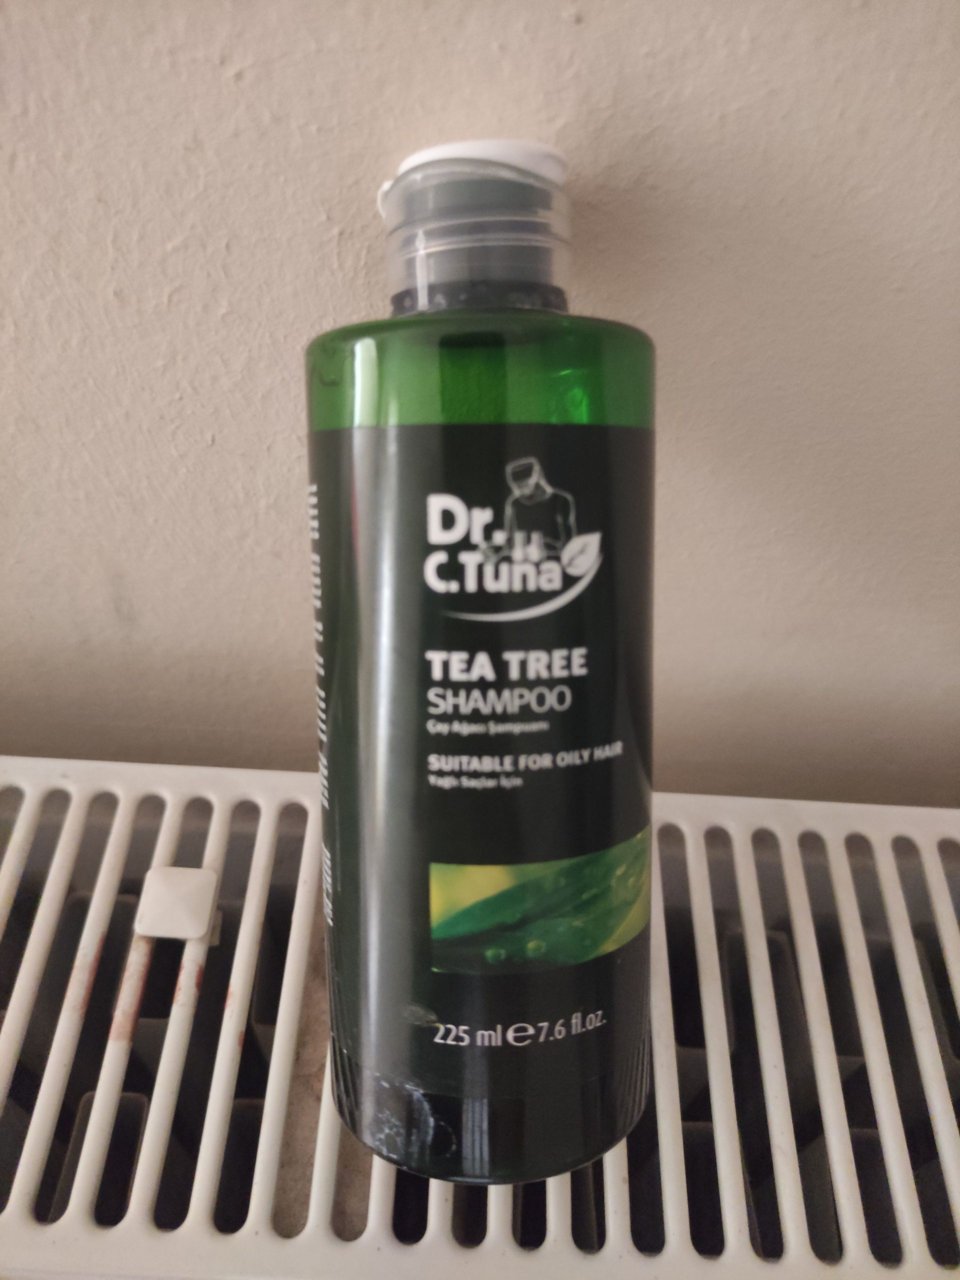 Dr.
C.Tuna
TEA TREE
SHAMPOO
Çay Ağacı Şampuanı
SUITABLE FOR OILY HAIR
Yağlı Saçlar İçin
225 ml ℮ 7.6 fl.oz.